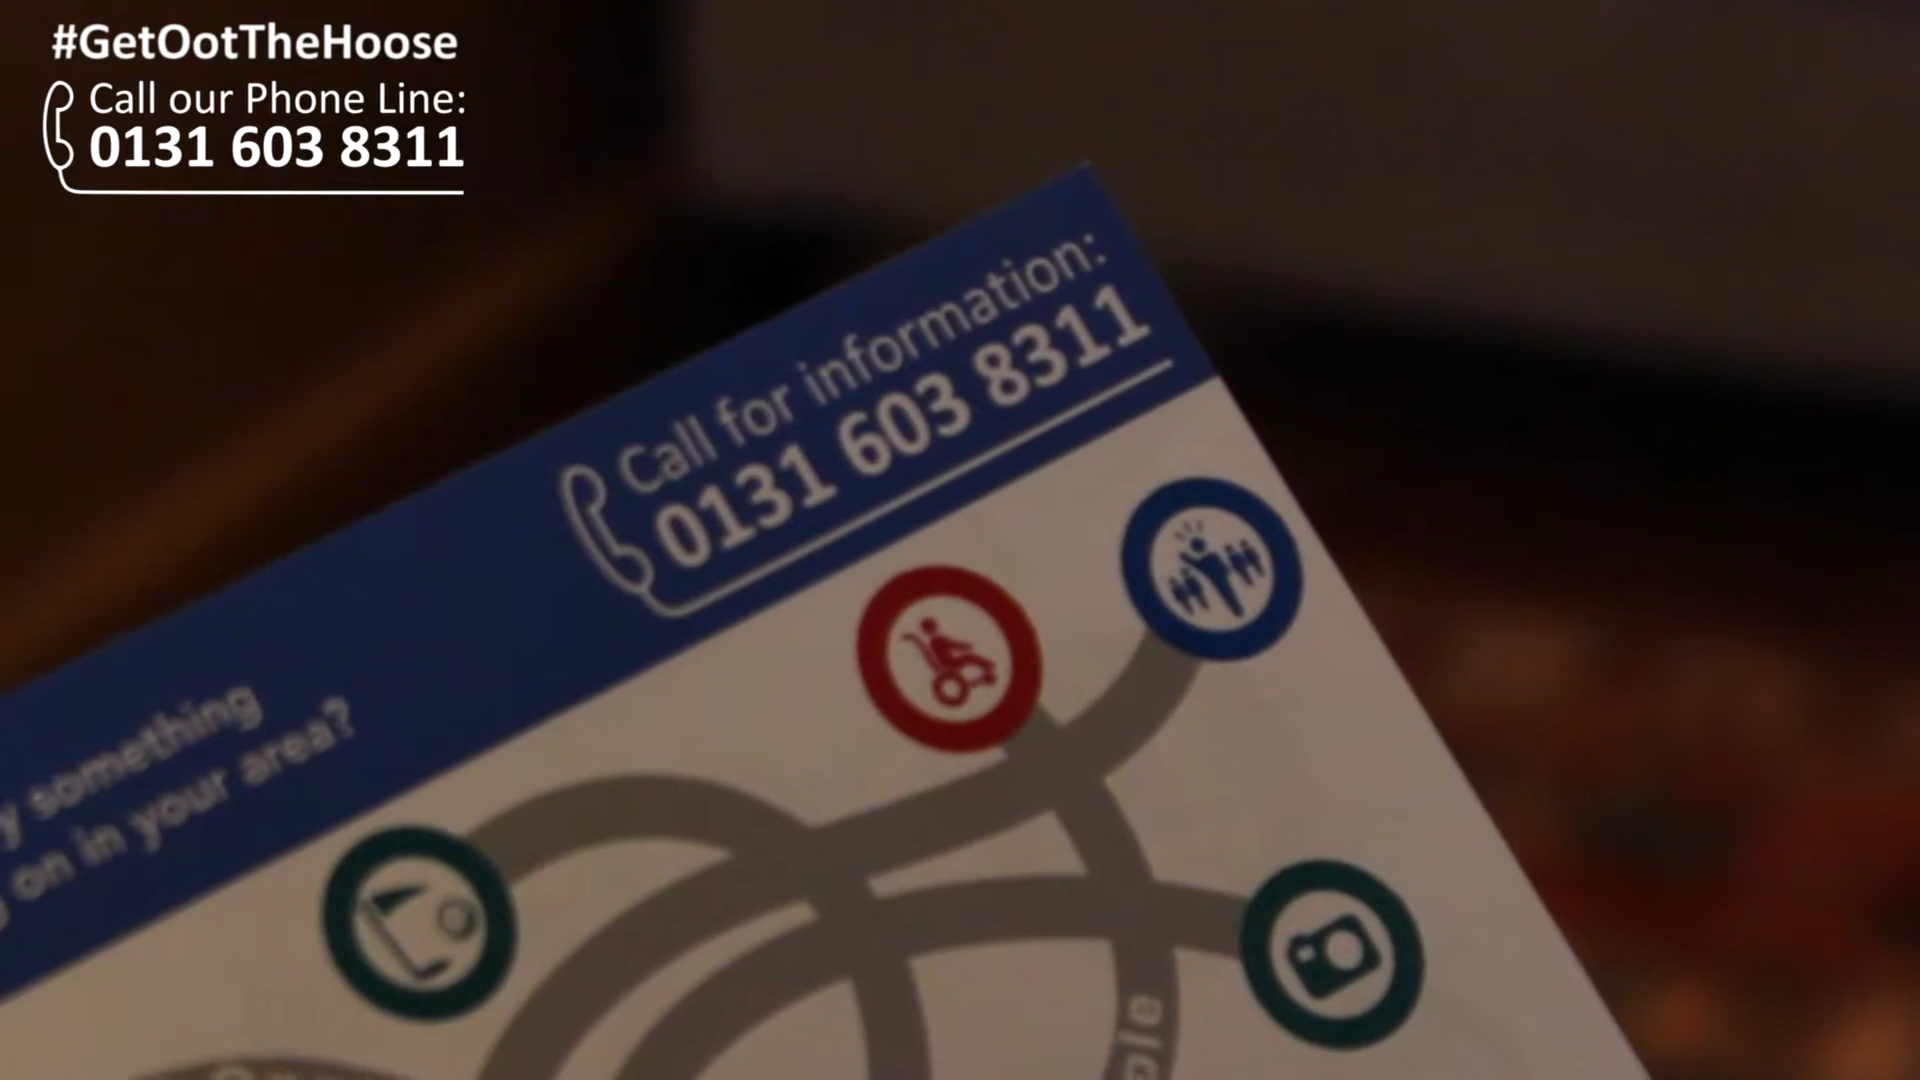 #GetOotTheHoose
Call our Phone Line:
0131 603 8311
Call for information:
0131 603 8311
something
on in your area?